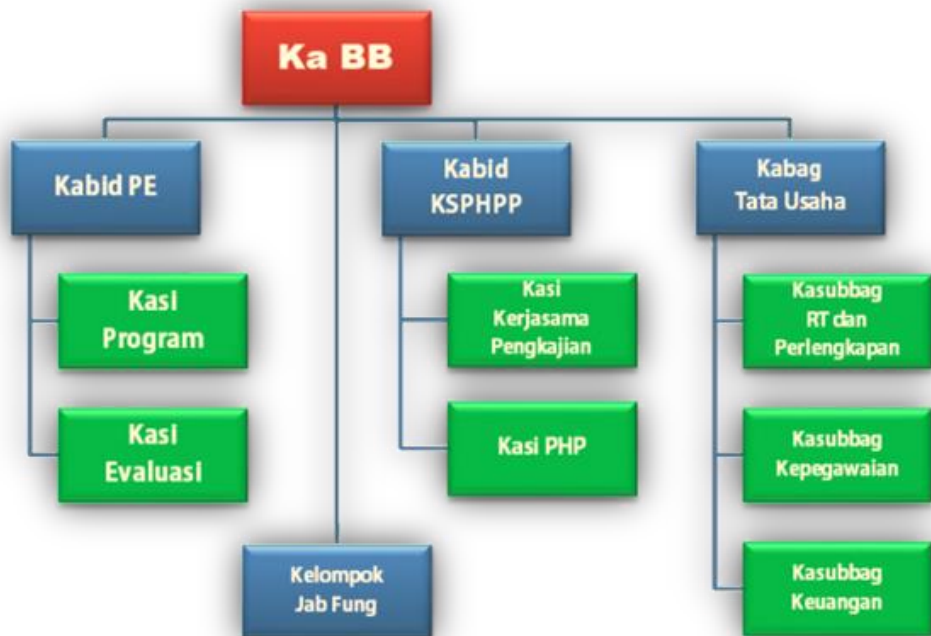 Ka BB
Kabid PE
Kabid
KSPHPP
Kabag
Tata Usaha
Kasi
Program
Kasi
Evaluasi
Kasi
Kerjasama
Pengkajian
Kasi PHP
Kasubbag
RT dan
Perlengkapan
Kasubbag
Kepegawaian
Kasubbag
Keuangan
Kelompok
Jab Fung